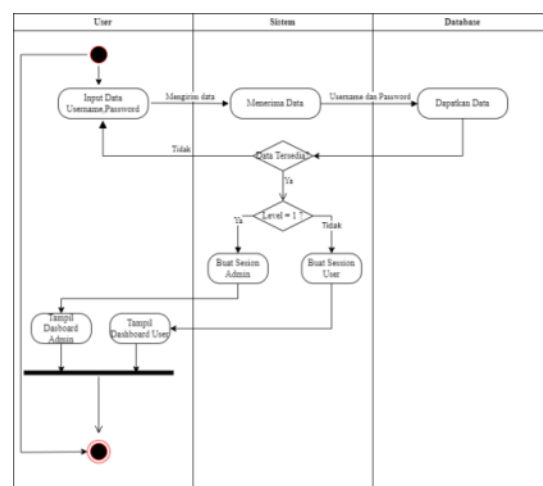 User
Sistem
Database
Input Data
Username,Password
Mengirim data
Menerima Data
Username dan Password
Dapatkan Data
Tidak
Data Tersedia?
Ya
Level = 1 ?
Ya
Tidak
Buat Sesion
Admin
Buat Session
User
Tampil
Dasboard
Admin
Tampil
Dashboard User